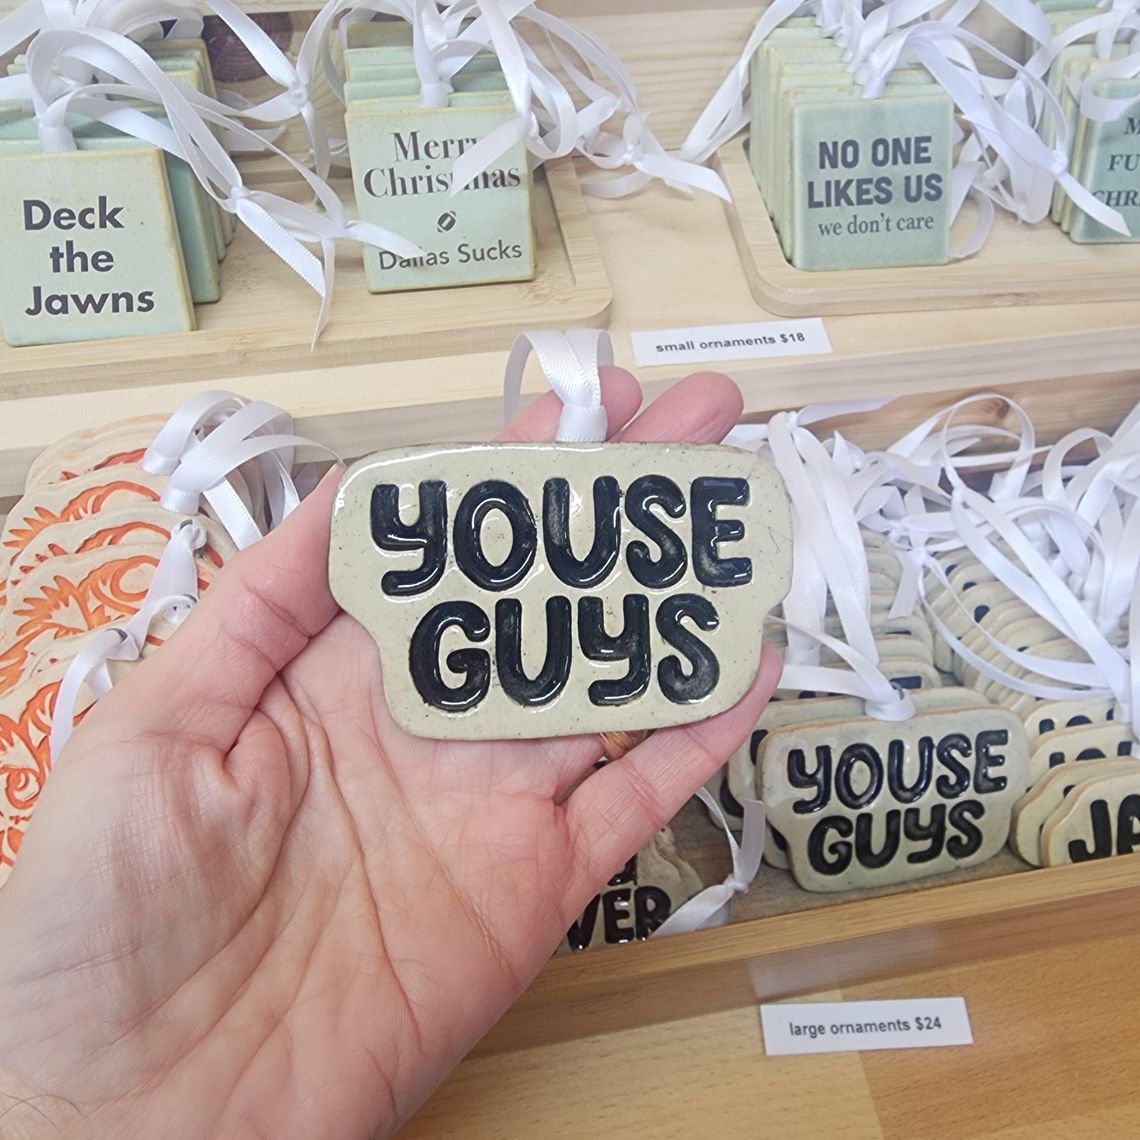 Deck
the
Jawns
Merry
Christmas
Dallas Sucks
NO ONE
LIKES US
we don't care
small ornaments $18
YOUSE
GUYS
YOUSE
GUYS
large ornaments $24